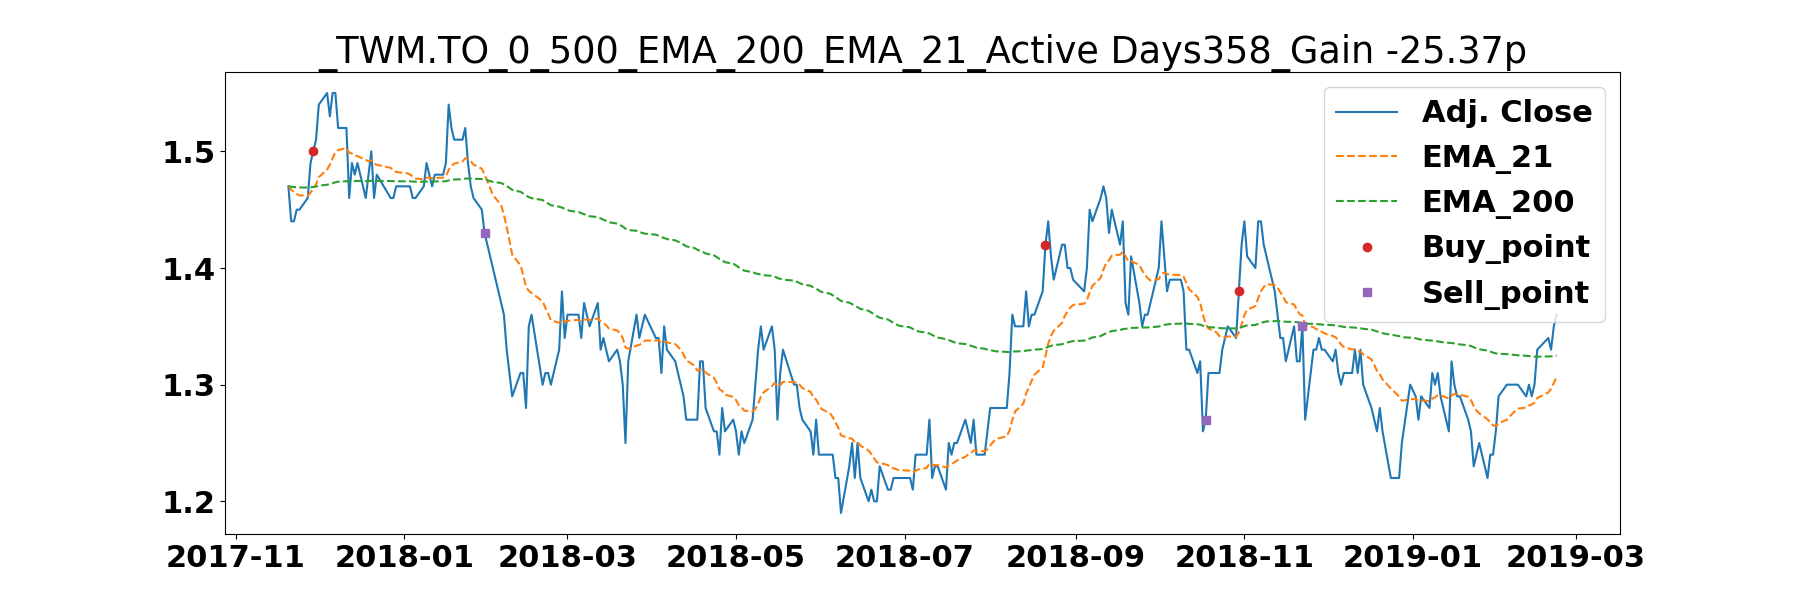 _TWM.TO_0_500_EMA_200_EMA_21_Active Days358_Gain -25.37p
Adj. Close
EMA_21
EMA_200
Buy_point
Sell_point
1.5
1.4
1.3
1.2
2017-11 2018-01 2018-03 2018-05 2018-07 2018-09 2018-11 2019-01 2019-03